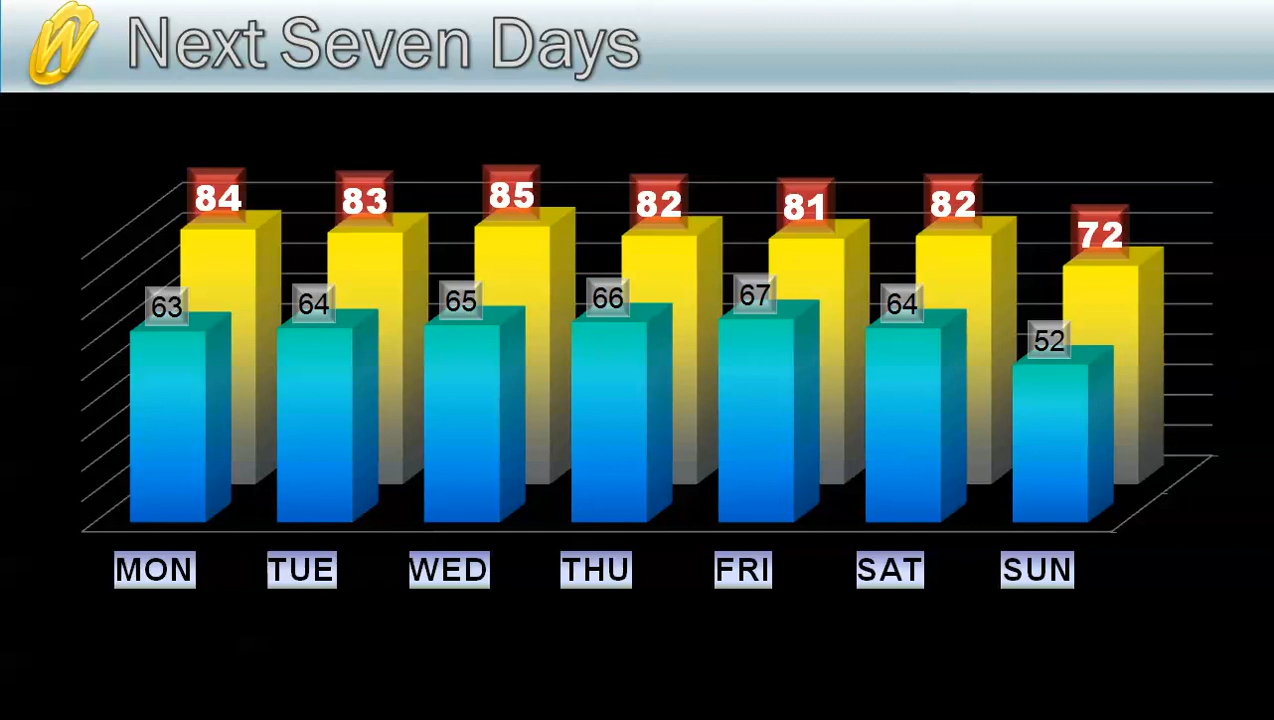 W
Next Seven Days
84 83 85 82 81 82 72
63 64 65 66 67 64 52
MON TUE WED THU FRI SAT SUN